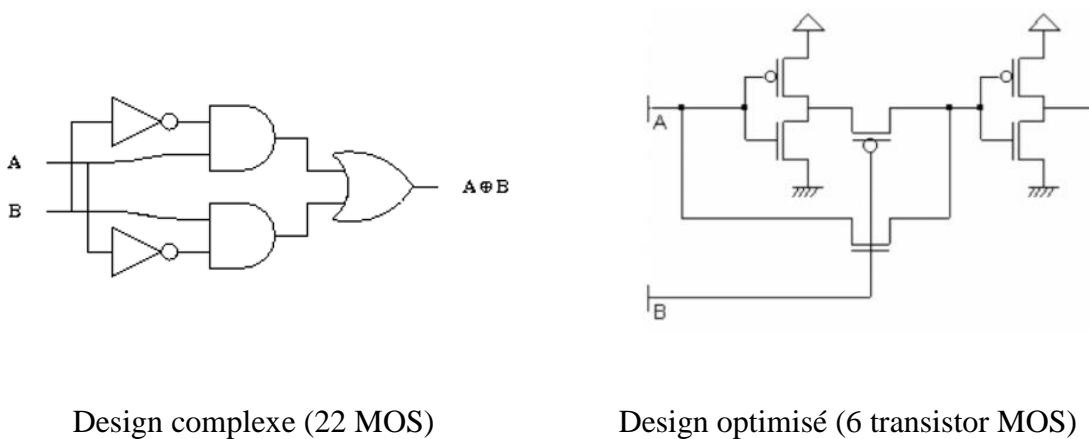 A
B
A⊕B
A
B
Design complexe (22 MOS)
Design optimisé (6 transistor MOS)